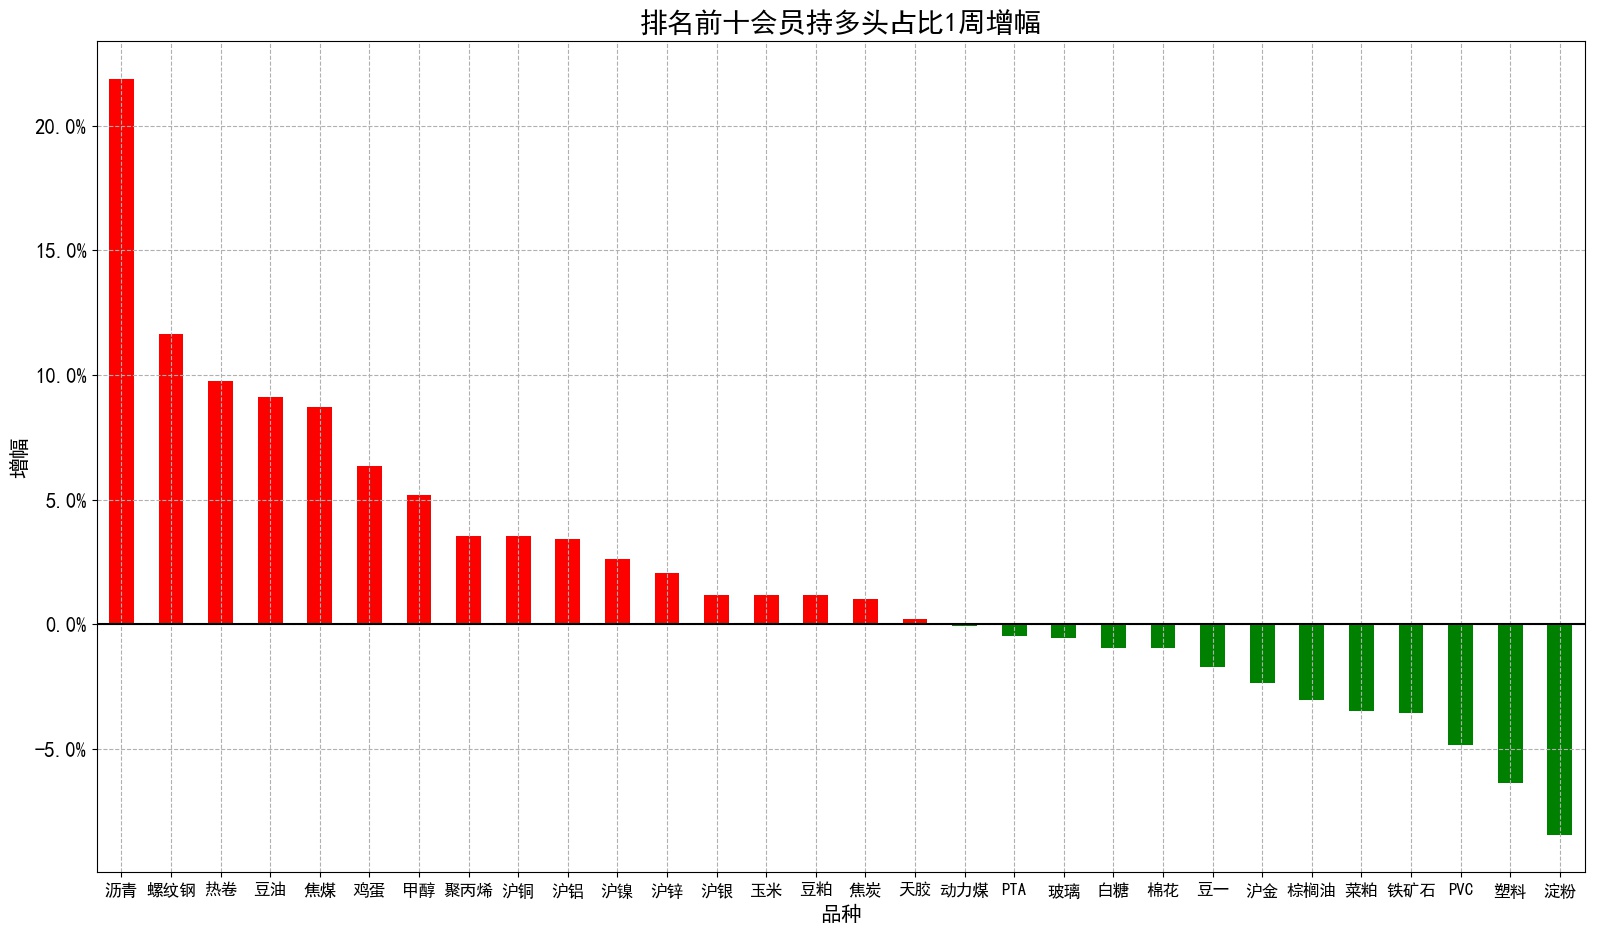 排名前十会员持多头占比1周增幅
20.0%
15.0%
10.0%
5.0%
0.0%
−5.0%
增幅
沥青 螺纹钢 热卷 豆油 焦煤 鸡蛋 甲醇 聚丙烯 沪铜 沪铝 沪镍 沪锌 沪银 玉米 豆粕 焦炭 天胶 动力煤 PTA 玻璃 白糖 棉花 豆一 沪金 棕榈油 菜粕 铁矿石 PVC 塑料 淀粉
品种